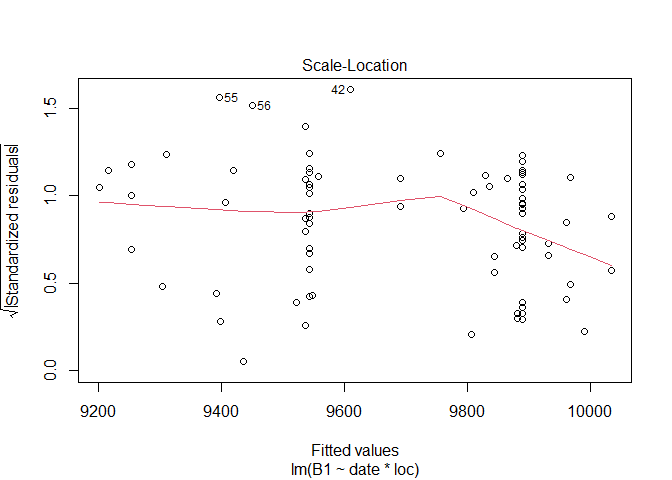 Scale-Location
√|Standardized residuals|
1.5
1.0
0.5
0.0
55
56
42
9200 9400 9600 9800 10000
Fitted values
lm(B1 ~ date * loc)